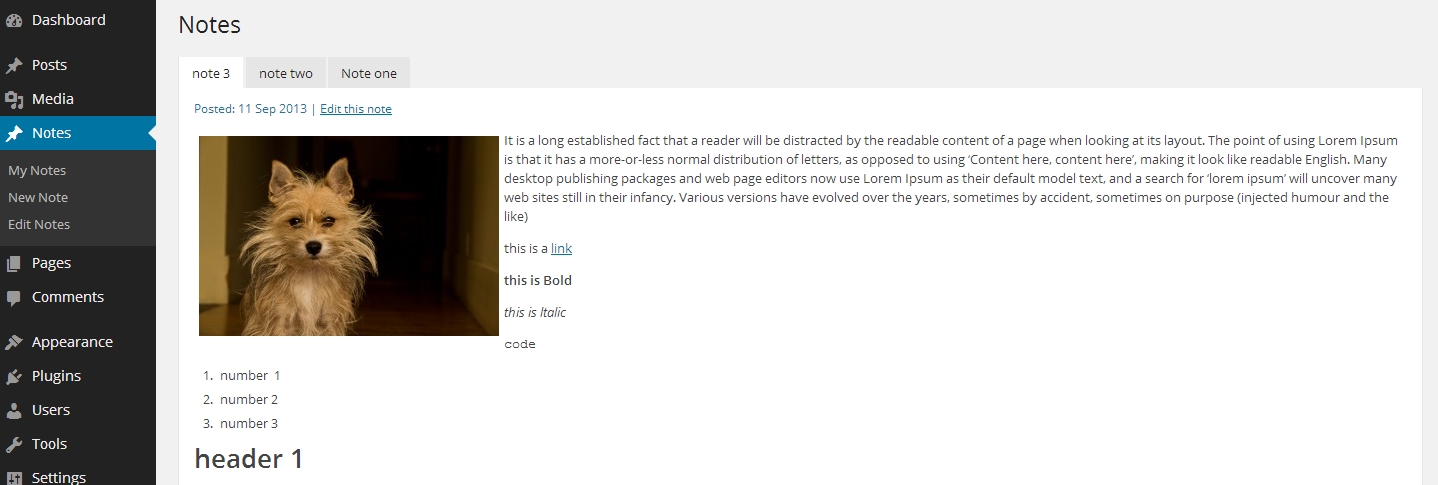 Dashboard
Posts
Media
Notes
My Notes
New Note
Edit Notes
Pages
Comments
Appearance
Plugins
Users
Tools
Settings
Notes
note 3
note two
Note one
Posted: 11 Sep 2013 | Edit this note
It is a long established fact that a reader will be distracted by the readable content of a page when looking at its layout. The point of using Lorem Ipsum
is that it has a more-or-less normal distribution of letters, as opposed to using ‘Content here, content here’, making it look like readable English. Many
desktop publishing packages and web page editors now use Lorem Ipsum as their default model text, and a search for ‘lorem ipsum’ will uncover many
web sites still in their infancy. Various versions have evolved over the years, sometimes by accident, sometimes on purpose (injected humour and the
like)
this is a link
this is Bold
this is Italic
code
1. number 1
2. number 2
3. number 3
header 1